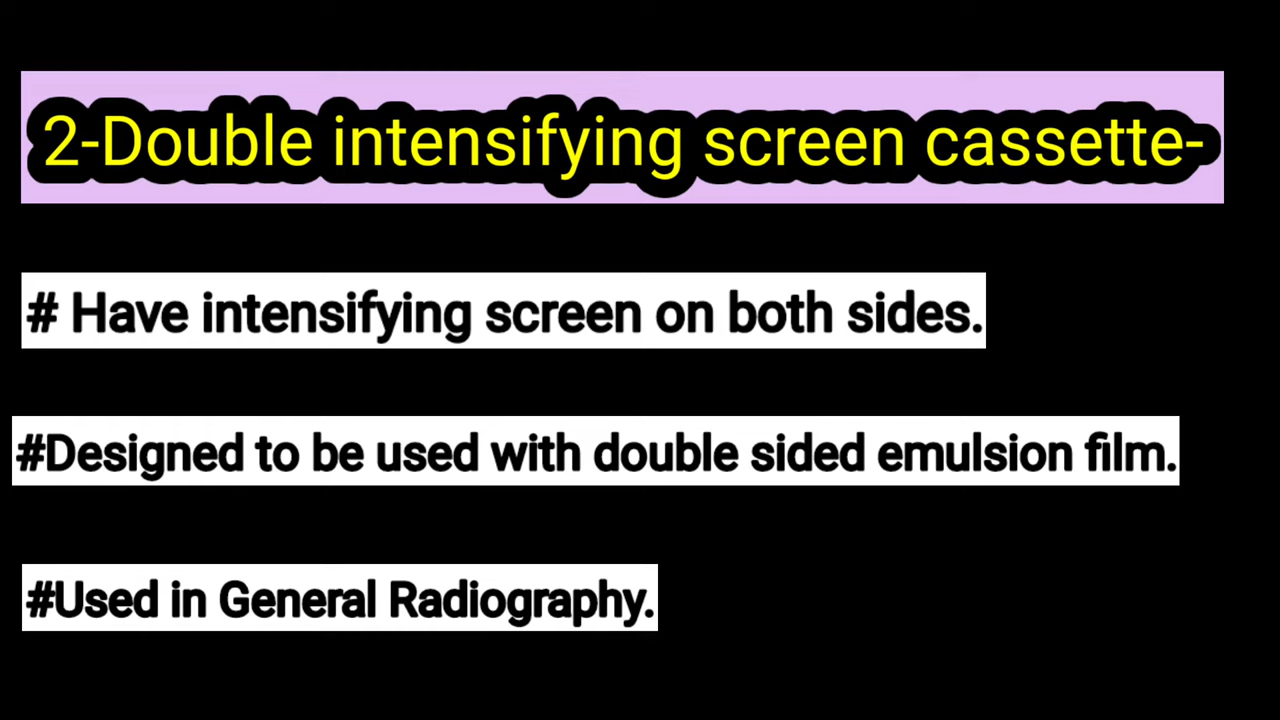 2-Double intensifying screen cassette-
# Have intensifying screen on both sides.
#Designed to be used with double sided emulsion film.
#Used in General Radiography.